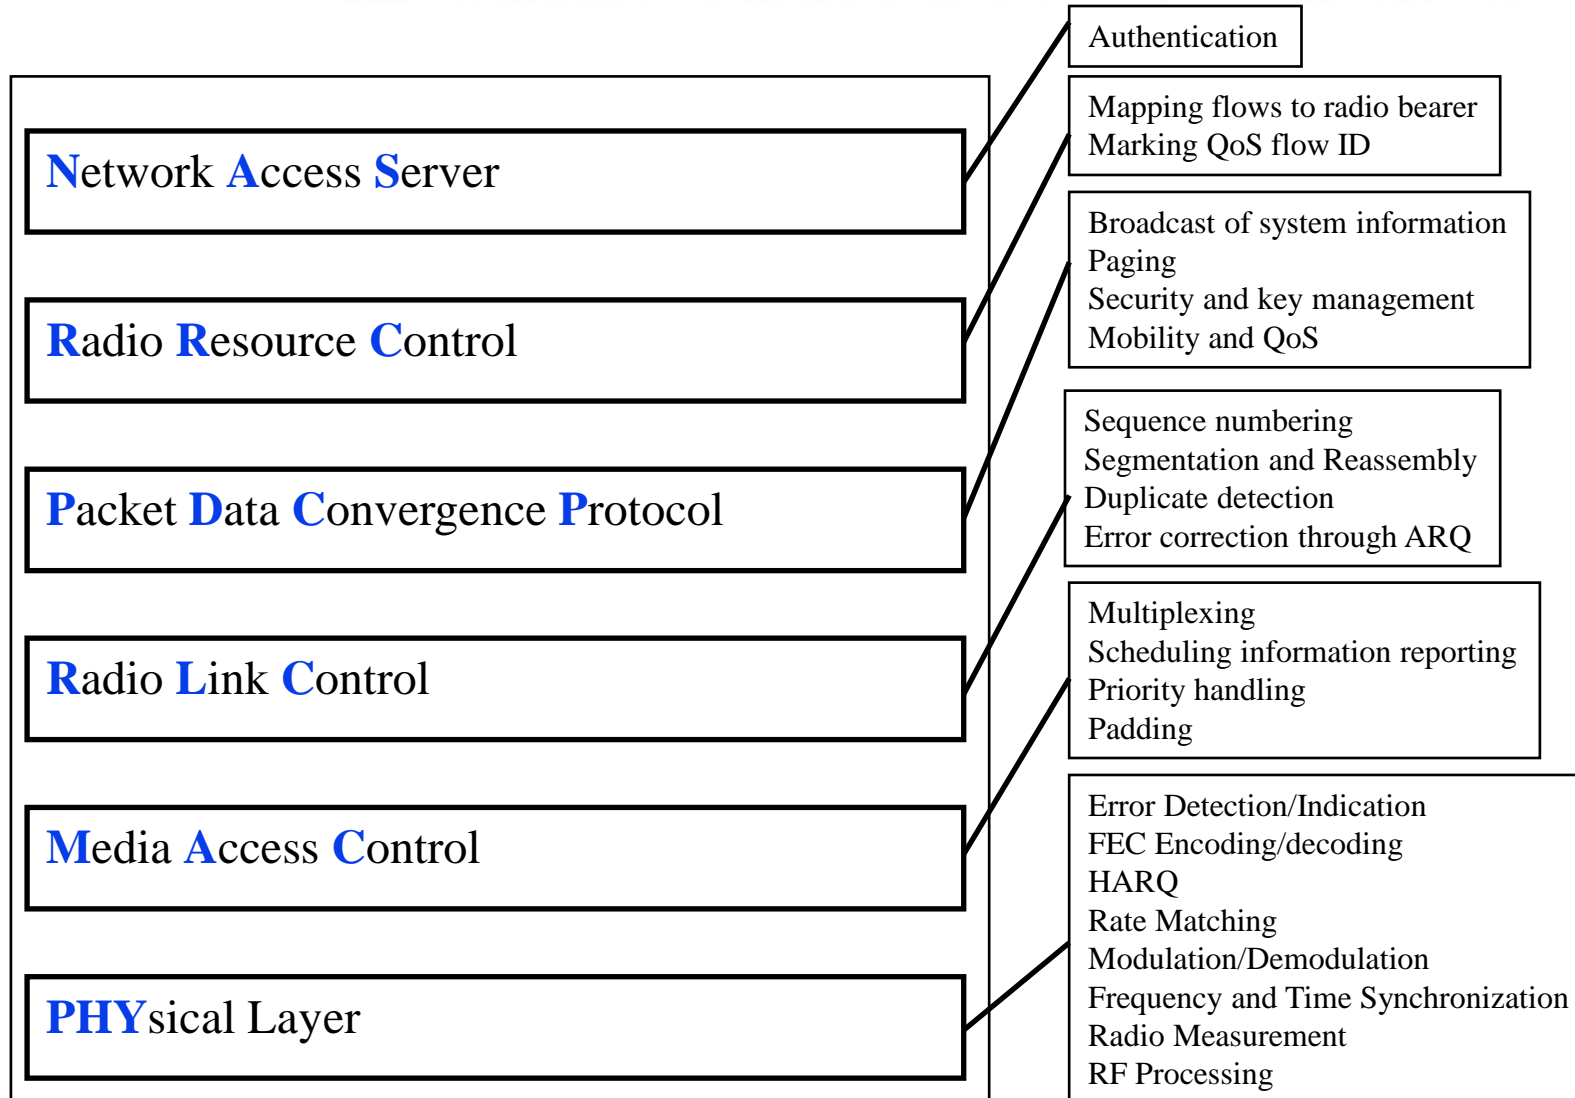 Authentication
Network Access Server
Mapping flows to radio bearer
Marking QoS flow ID
Radio Resource Control
Broadcast of system information
Paging
Security and key management
Mobility and QoS
Packet Data Convergence Protocol
Sequence numbering
Segmentation and Reassembly
Duplicate detection
Error correction through ARQ
Radio Link Control
Multiplexing
Scheduling information reporting
Priority handling
Padding
Media Access Control
Error Detection/Indication
FEC Encoding/decoding
HARQ
Rate Matching
Modulation/Demodulation
Frequency and Time Synchronization
Radio Measurement
RF Processing
PHYsical Layer